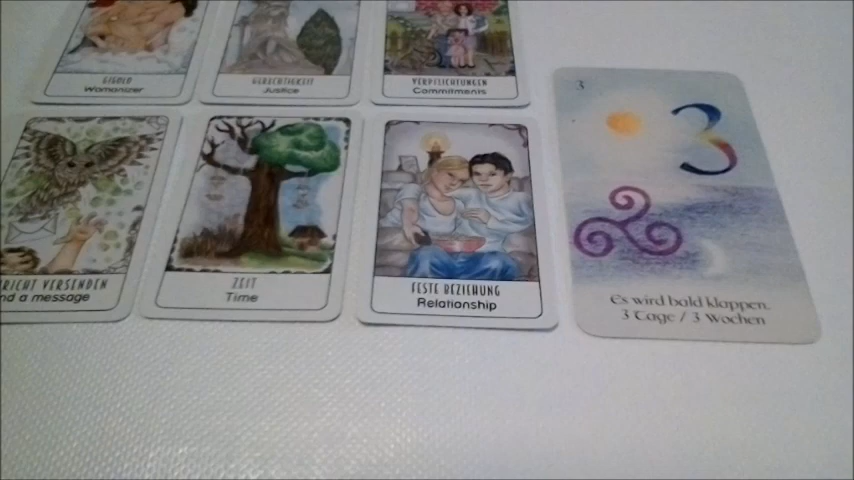 GIGOLO
Womanizer
GERECHTIGKEIT
Justice
VERPFLICHTUNGEN
Commitments
RICHT VERSENDEN
nd a message
ZEIT
Time
FESTE BEZIEHUNG
Relationship
3
3
Es wird bald klappen.
3 Tage / 3 Wochen